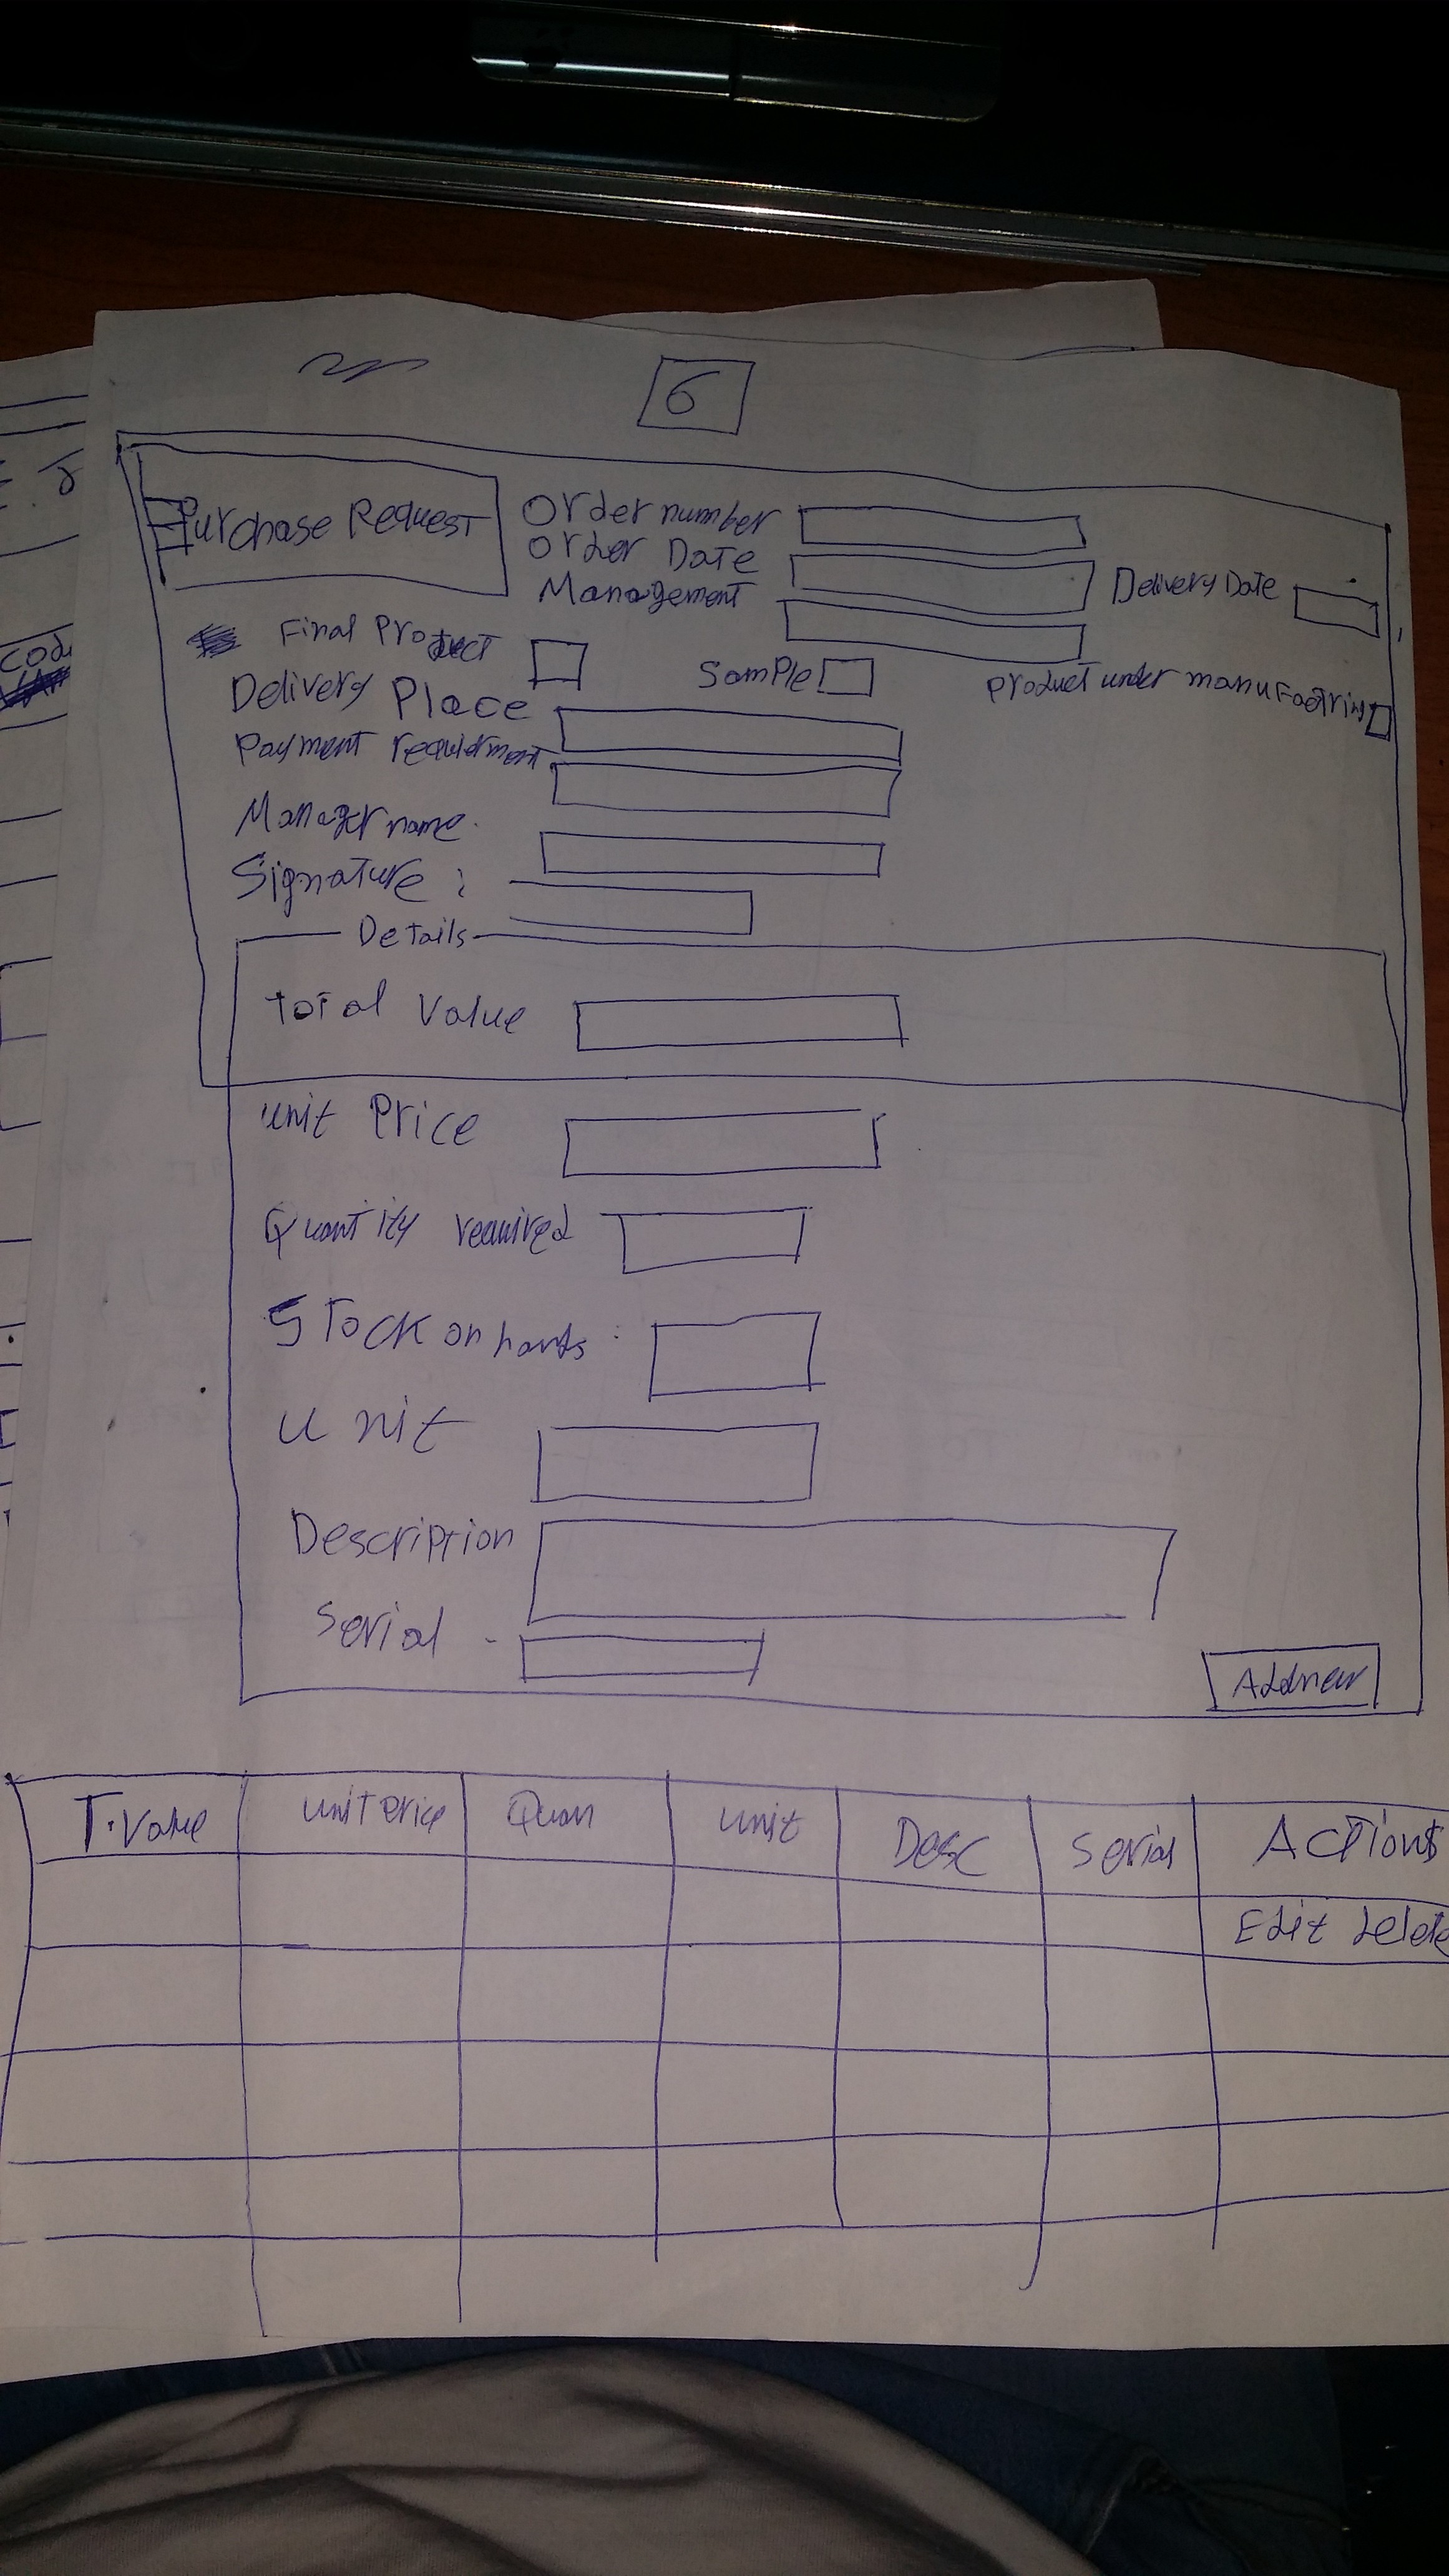 6
Purchase Request
Order number
Order Date
Management
Delivery Date
Final Product
Sample
Product under manufactring
Delivery Place
Payment requirment
Manager name.
Signature :
Details
total Value
unit Price
Quantity required
Stock on hands :
unit
Description
Serial -
Addnew
T.Value unit Price Quan unit Desc Serial Actions
Edit delete